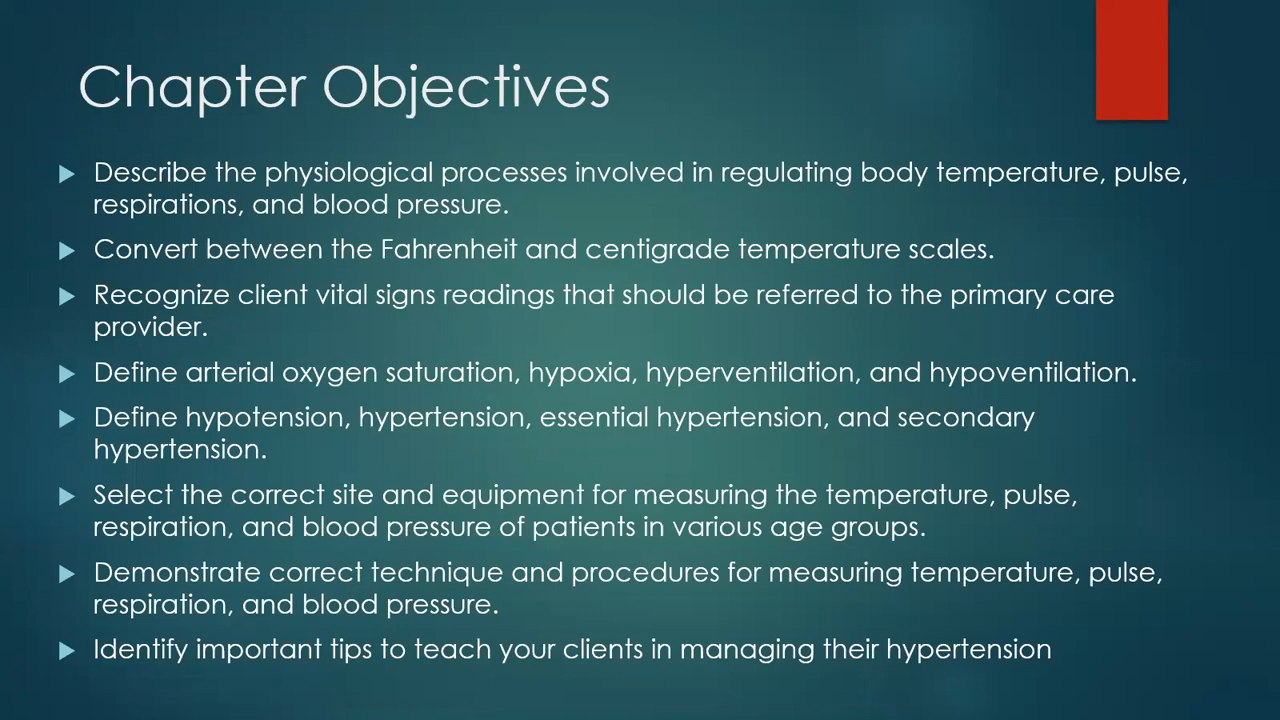 Chapter Objectives
Describe the physiological processes involved in regulating body temperature, pulse,
respirations, and blood pressure.
Convert between the Fahrenheit and centigrade temperature scales.
Recognize client vital signs readings that should be referred to the primary care
provider.
Define arterial oxygen saturation, hypoxia, hyperventilation, and hypoventilation.
Define hypotension, hypertension, essential hypertension, and secondary
hypertension.
Select the correct site and equipment for measuring the temperature, pulse,
respiration, and blood pressure of patients in various age groups.
Demonstrate correct technique and procedures for measuring temperature, pulse,
respiration, and blood pressure.
Identify important tips to teach your clients in managing their hypertension